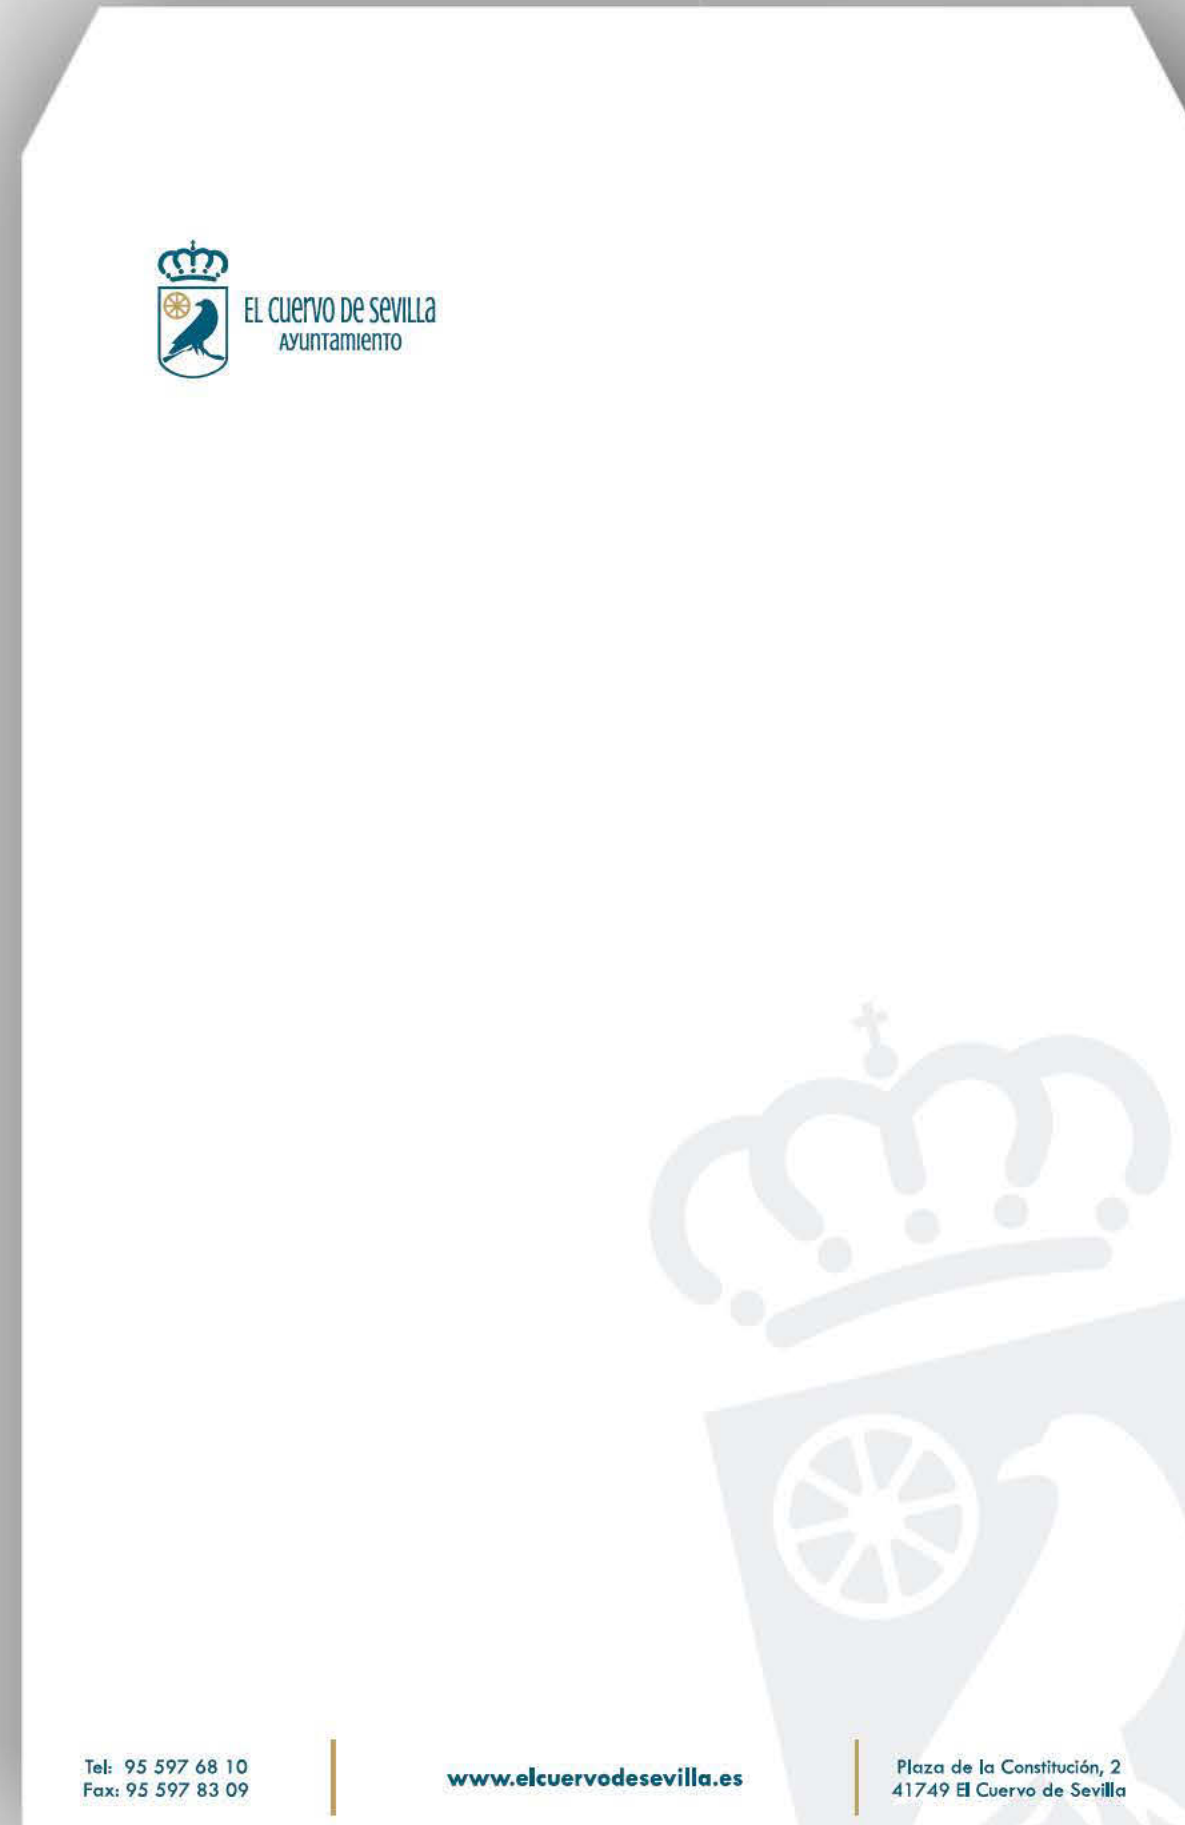 EL CUERVO DE SEVILLA
AYUNTAMIENTO
Tel: 95 597 68 10
Fax: 95 597 83 09
www.elcuervodesevilla.es
Plaza de la Constitución, 2
41749 El Cuervo de Sevilla